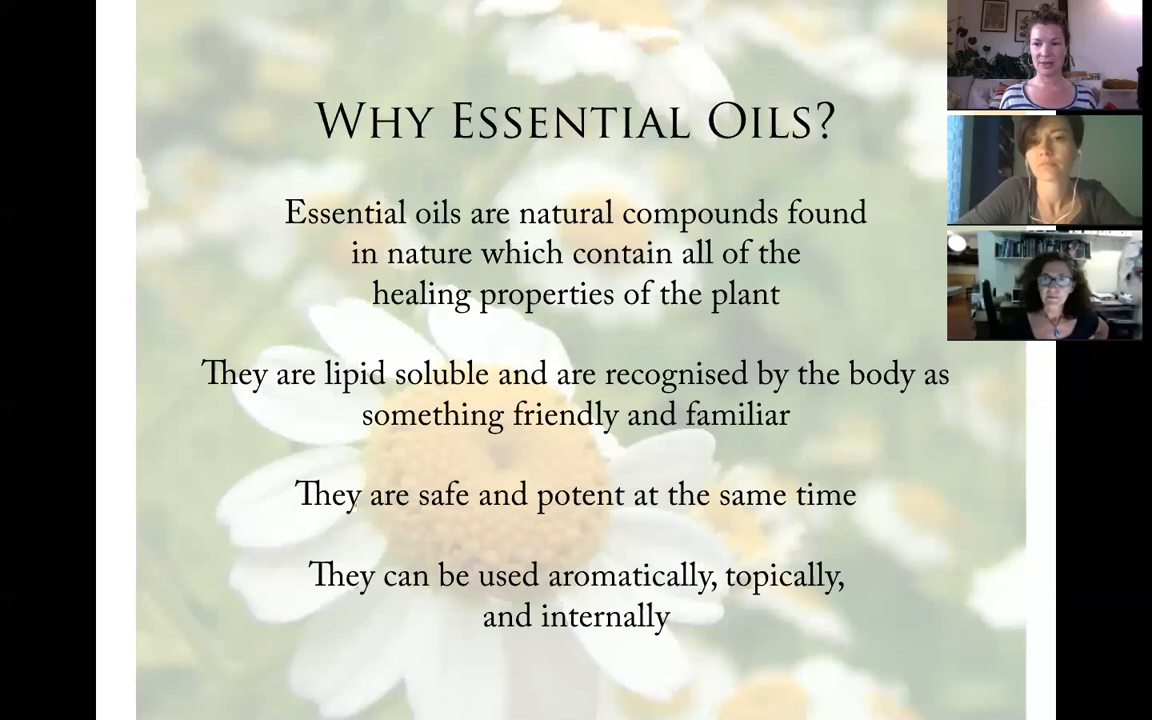 Why Essential Oils?
Essential oils are natural compounds found
in nature which contain all of the
healing properties of the plant
They are lipid soluble and are recognised by the body as
something friendly and familiar
They are safe and potent at the same time
They can be used aromatically, topically,
and internally